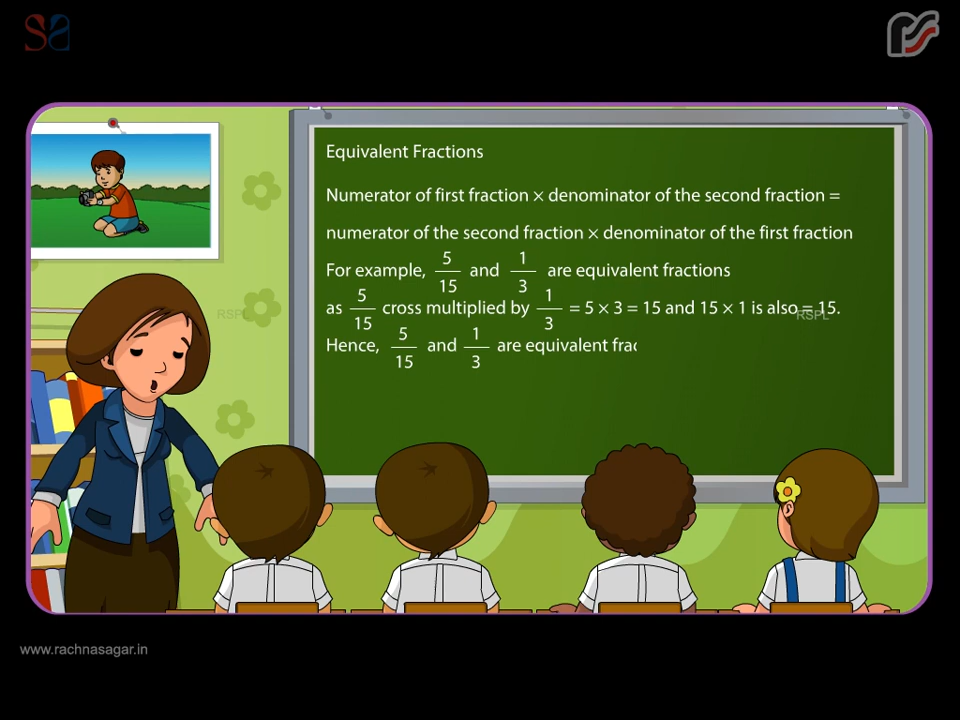 Equivalent Fractions
Numerator of first fraction × denominator of the second fraction =
numerator of the second fraction × denominator of the first fraction
For example, 5/15 and 1/3 are equivalent fractions
as 5/15 cross multiplied by 1/3 = 5 × 3 = 15 and 15 × 1 is also = 15.
Hence, 5/15 and 1/3 are equivalent frac
RSPL
RSPL
www.rachnasagar.in